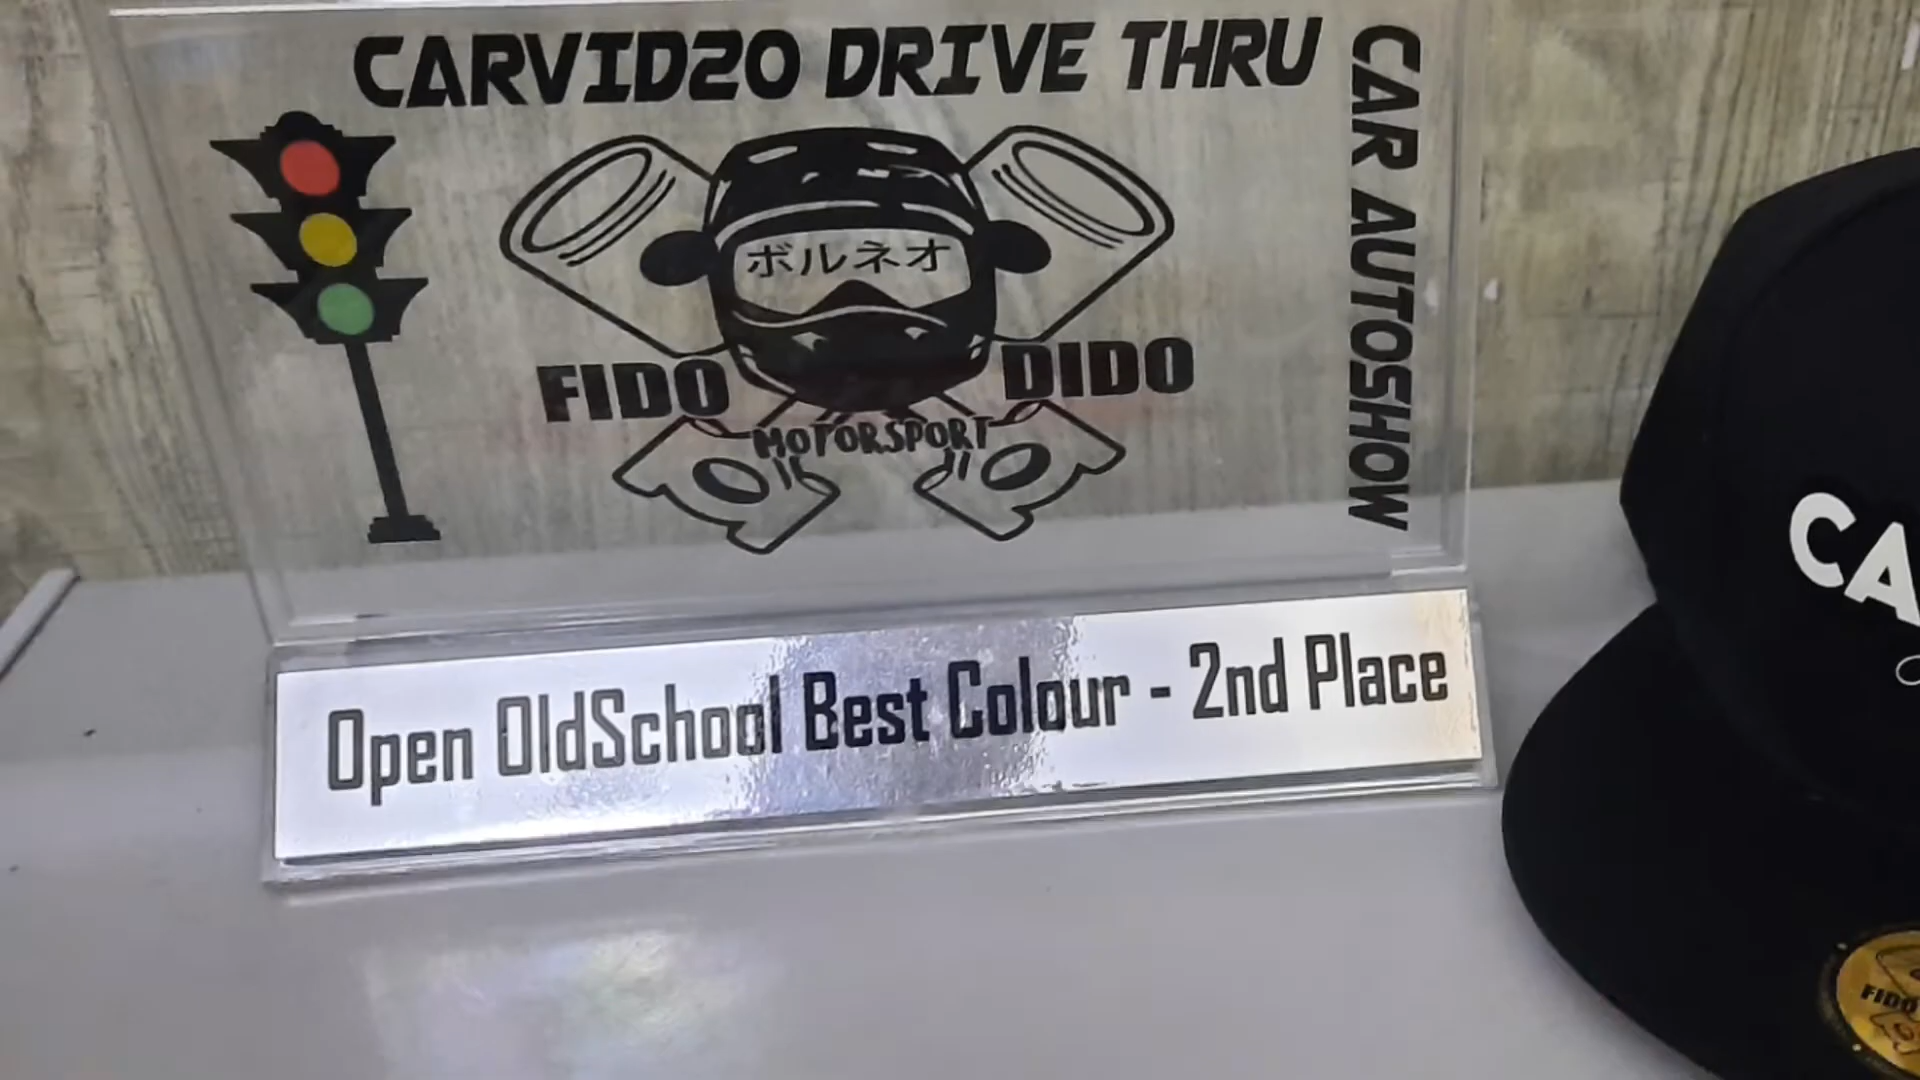 CARVID20 DRIVE THRU
CAR AUTOSHOW
ボルネオ
FIDO DIDO
MOTORSPORT
Open OldSchool Best Colour - 2nd Place
CA
FIDO